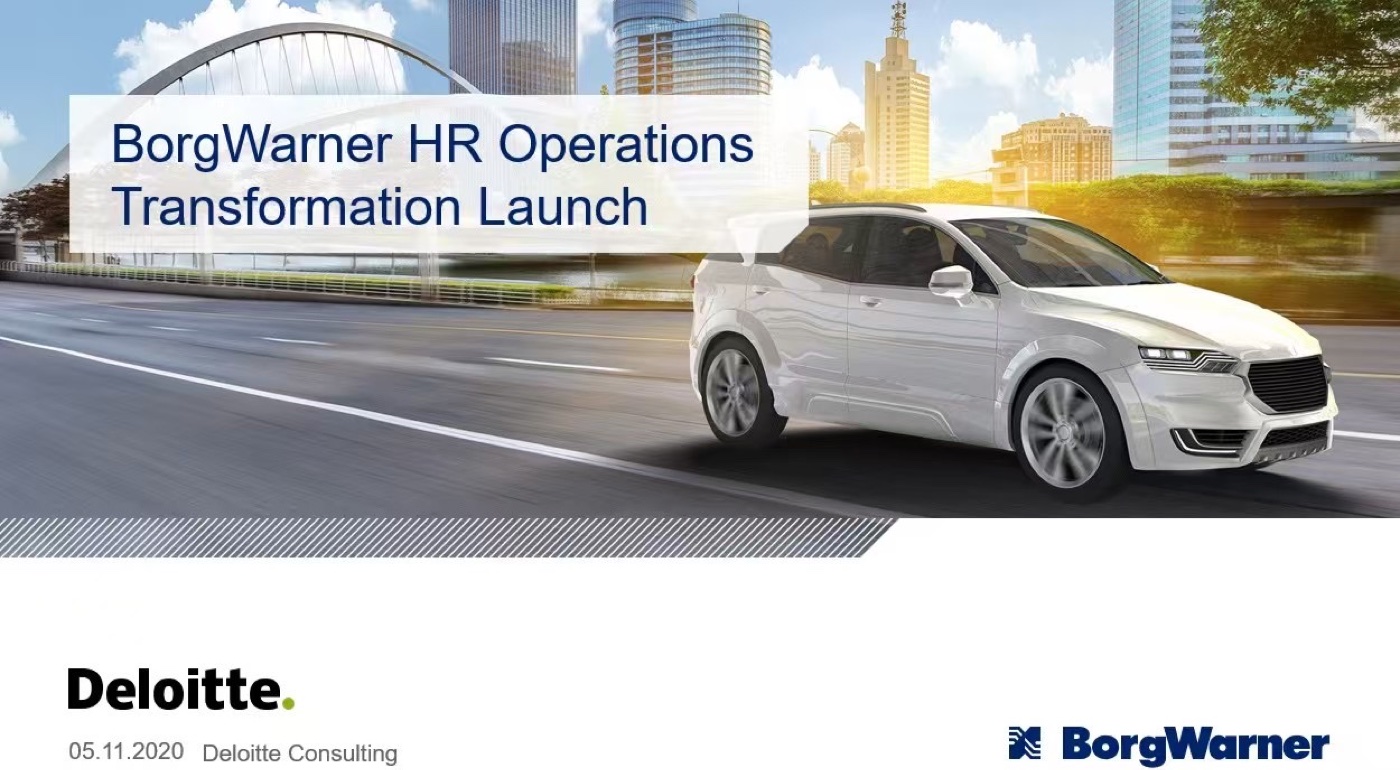 BorgWarner HR Operations
Transformation Launch
Deloitte.
05.11.2020 Deloitte Consulting
BorgWarner